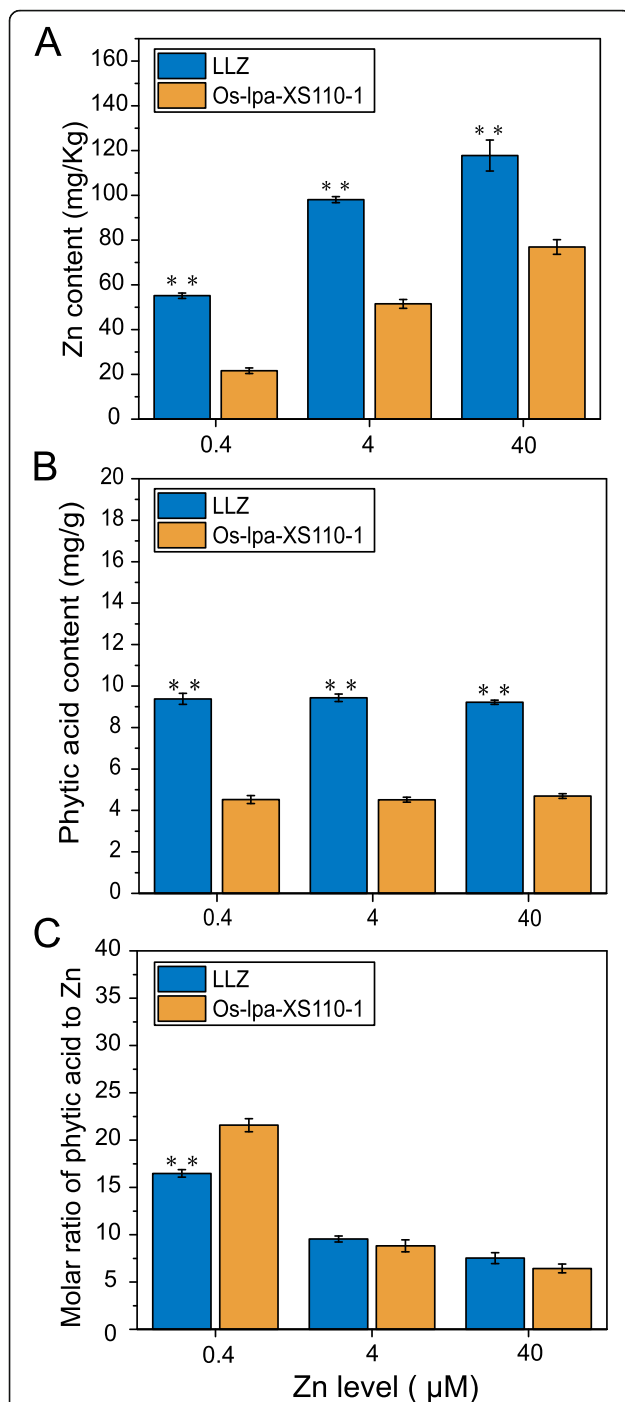 A
LLZ
Os-lpa-XS110-1
Zn content (mg/Kg)
160
140
120
100
80
60
40
20
0
** ** **
0.4 4 40
B
LLZ
Os-lpa-XS110-1
Phytic acid content (mg/g)
20
18
16
14
12
10
8
6
4
2
0
** ** **
0.4 4 40
C
LLZ
Os-lpa-XS110-1
Molar ratio of phytic acid to Zn
40
35
30
25
20
15
10
5
0
**
0.4 4 40
Zn level ( μM)